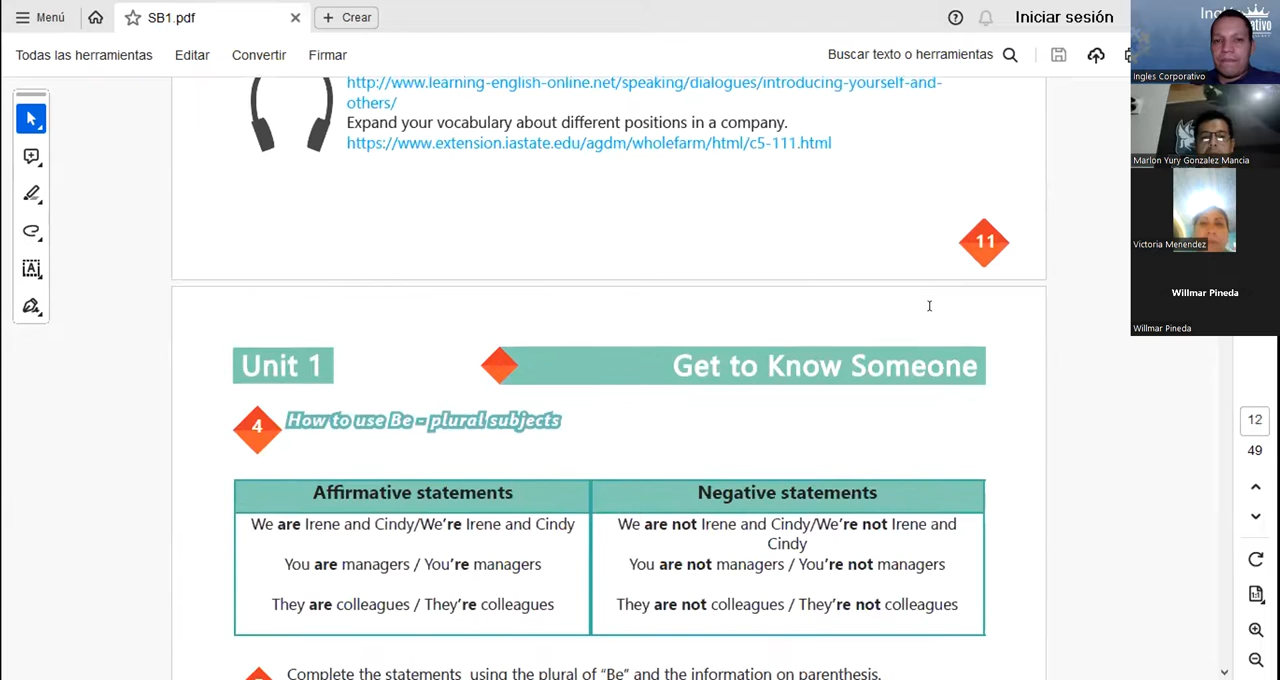 Menú
SB1.pdf
Crear
Iniciar sesión
Todas las herramientas
Editar
Convertir
Firmar
Buscar texto o herramientas
http://www.learning-english-online.net/speaking/dialogues/introducing-yourself-and-
others/
Expand your vocabulary about different positions in a company.
https://www.extension.iastate.edu/agdm/wholefarm/html/c5-111.html
11
Unit 1
Get to Know Someone
4
How to use Be - plural subjects
Affirmative statements
We are Irene and Cindy/We're Irene and Cindy
You are managers / You're managers
They are colleagues / They're colleagues
Negative statements
We are not Irene and Cindy/We're not Irene and
Cindy
You are not managers / You're not managers
They are not colleagues / They're not colleagues
Complete the statements using the plural of "Be" and the information on parenthesis.
12
49
Ingles Corporativo
Marlon Yury Gonzalez Mancia
Victoria Menendez
Willmar Pineda
Willmar Pineda